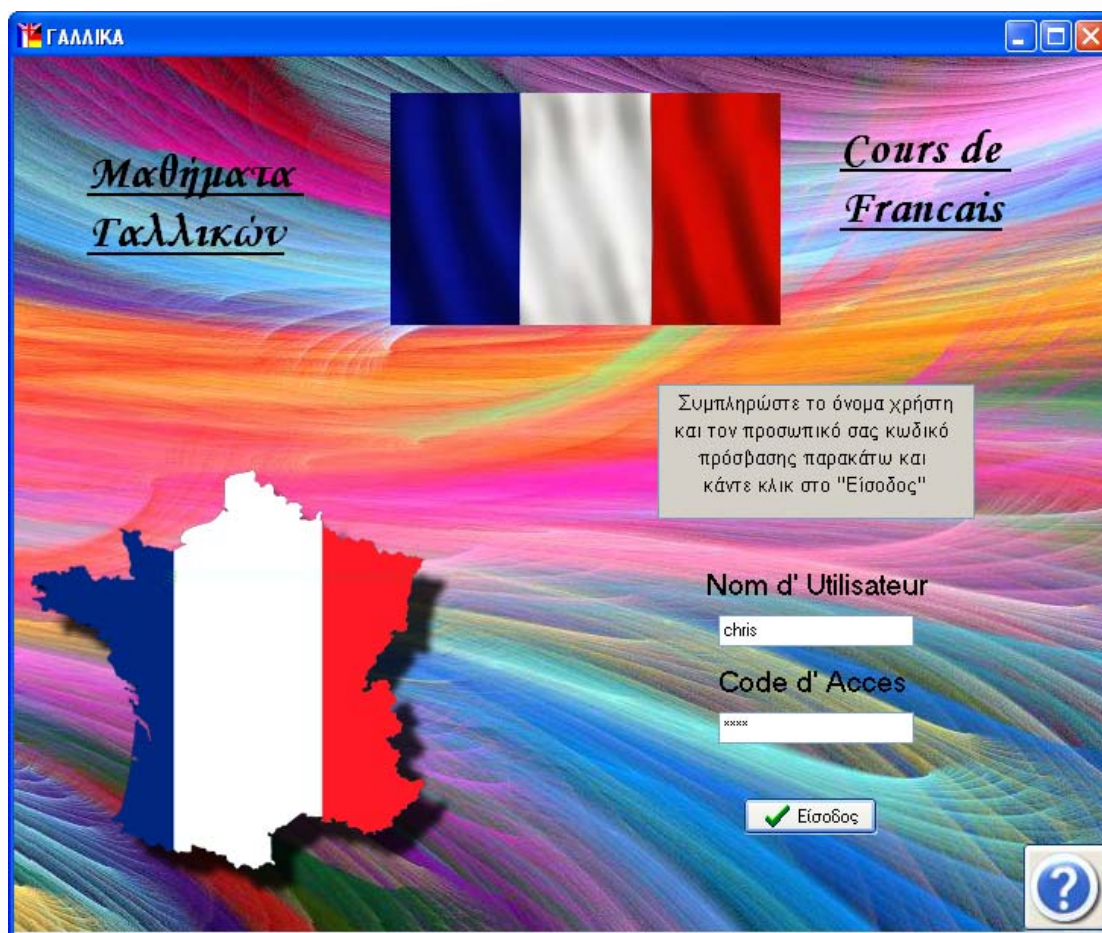 ΓΑΛΛΙΚΑ
Μαθήματα
Γαλλικών
Cours de
Francais
Συμπληρώστε το όνομα χρήστη
και τον προσωπικό σας κωδικό
πρόσβασης παρακάτω και
κάντε κλικ στο "Είσοδος"
Nom d' Utilisateur
chris
Code d' Acces
****
Είσοδος
?